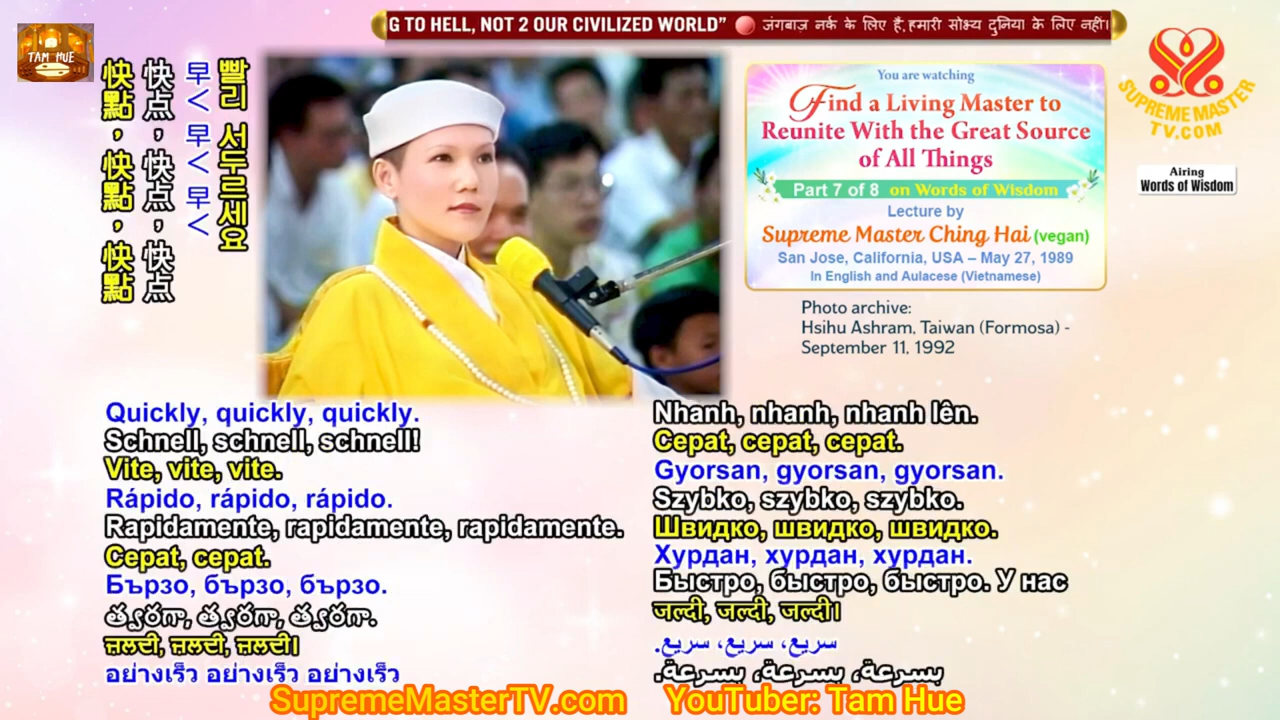 G TO HELL, NOT 2 OUR CIVILIZED WORLD” जंगबाज़ नर्क के लिए हैं, हमारी सोभ्य दुनिया के लिए नहीं।
TAM HUE
快點，快點，快點
快点，快点，快点
早く 早く 早く
빨리 서두르세요
You are watching
Find a Living Master to
Reunite With the Great Source
of All Things
Part 7 of 8 on Words of Wisdom
Lecture by
Supreme Master Ching Hai (vegan)
San Jose, California, USA – May 27, 1989
In English and Aulacese (Vietnamese)
SUPREME MASTER
TV.COM
Airing
Words of Wisdom
Photo archive:
Hsihu Ashram, Taiwan (Formosa) -
September 11, 1992
Quickly, quickly, quickly.
Schnell, schnell, schnell!
Vite, vite, vite.
Rápido, rápido, rápido.
Rapidamente, rapidamente, rapidamente.
Cepat, cepat.
Бързо, бързо, бързо.
త్వరగా, త్వరగా, త్వరగా.
ਜ਼ਲਦੀ, ਜ਼ਲਦੀ, ਜ਼ਲਦੀ।
อย่างเร็ว อย่างเร็ว อย่างเร็ว
Nhanh, nhanh, nhanh lên.
Cepat, cepat, cepat.
Gyorsan, gyorsan, gyorsan.
Szybko, szybko, szybko.
Швидко, швидко, швидко.
Хурдан, хурдан, хурдан.
Быстро, быстро, быстро. У нас
जल्दी, जल्दी, जल्दी।
سریع، سریع، سریع.
بسرعة، بسرعة، بسرعة.
SupremeMasterTV.com YouTuber: Tam Hue